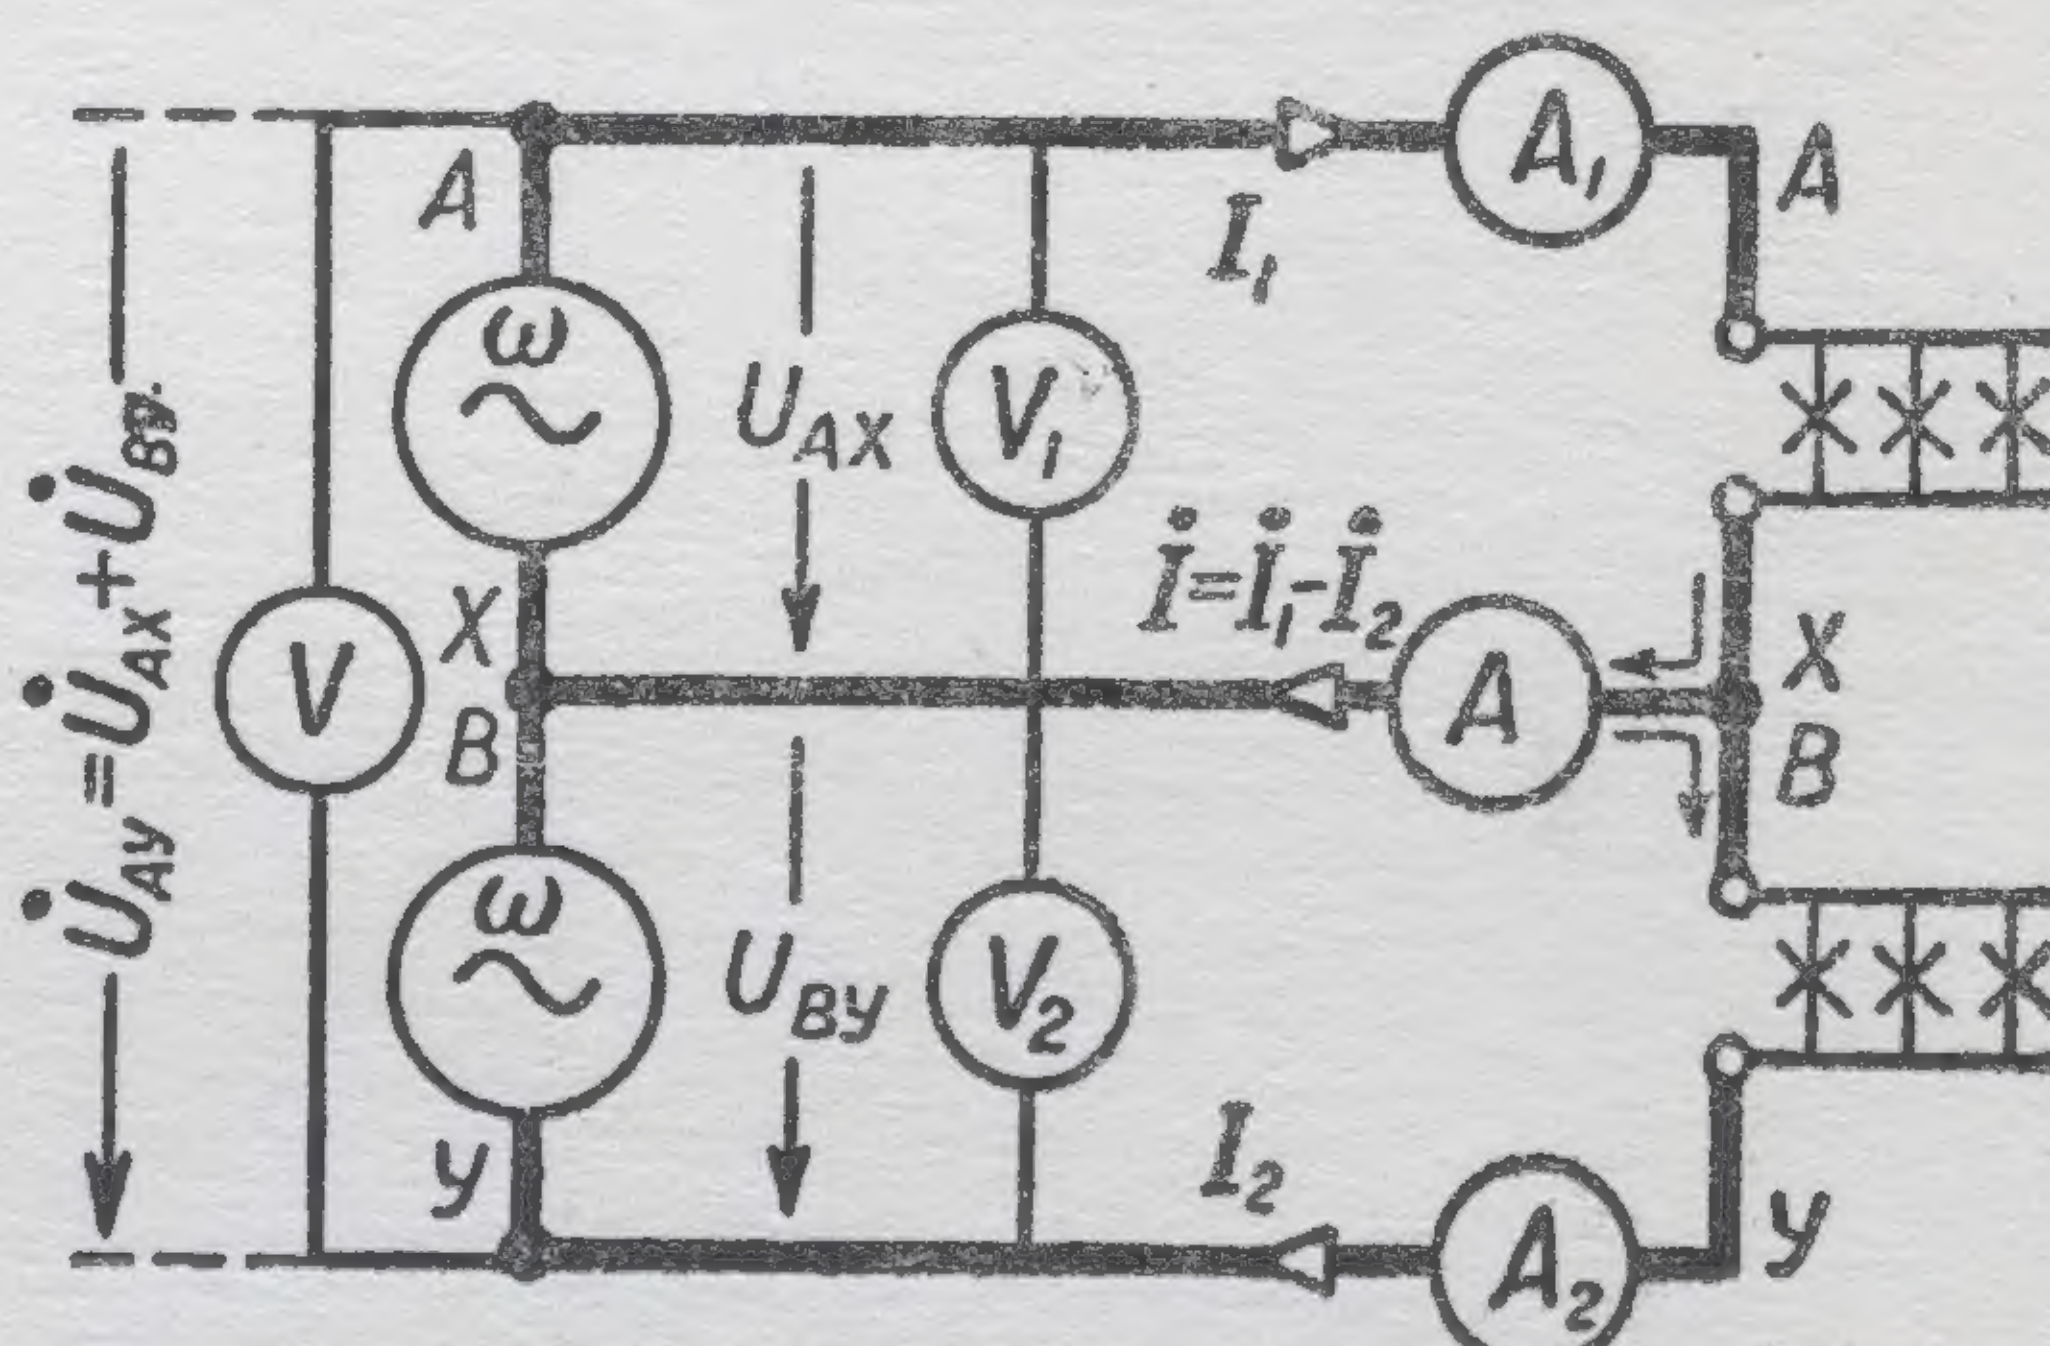 U̇AY = U̇AX + U̇BY.
A
ω
UAX
V₁
I₁
A₁
A
V
X
B
İ=İ₁-İ₂
A
X
B
ω
UBY
V₂
У
I₂
A₂
У